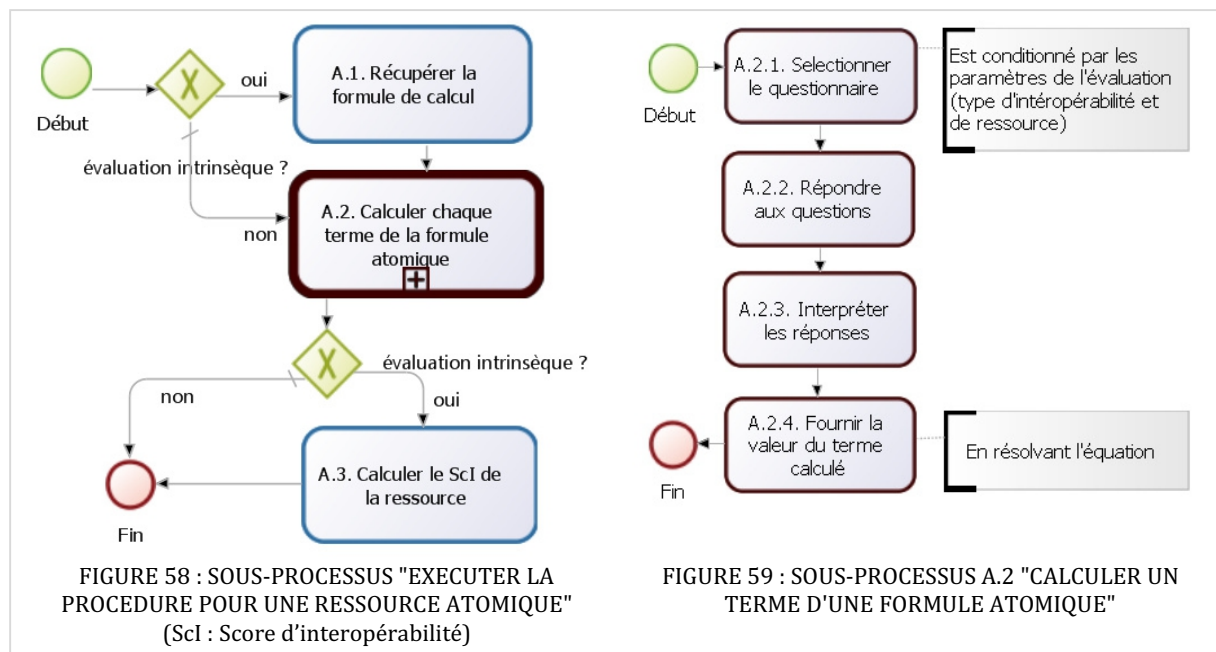 Début
oui
A.1. Récupérer la
formule de calcul
évaluation intrinsèque ?
non
A.2. Calculer chaque
terme de la formule
atomique
évaluation intrinsèque ?
non
oui
A.3. Calculer le ScI de
la ressource
Fin
FIGURE 58 : SOUS-PROCESSUS "EXECUTER LA
PROCEDURE POUR UNE RESSOURCE ATOMIQUE"
(ScI : Score d'interopérabilité)
Début
A.2.1. Selectionner
le questionnaire
Est conditionné par les
paramètres de l'évaluation
(type d'intéropérabilité et
de ressource)
A.2.2. Répondre
aux questions
A.2.3. Interpréter
les réponses
A.2.4. Fournir la
valeur du terme
calculé
En résolvant l'équation
Fin
FIGURE 59 : SOUS-PROCESSUS A.2 "CALCULER UN
TERME D'UNE FORMULE ATOMIQUE"